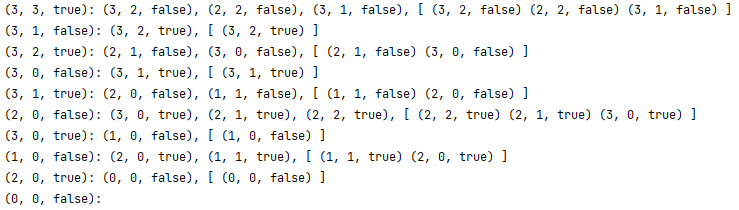 (3, 3, true): (3, 2, false), (2, 2, false), (3, 1, false), [ (3, 2, false) (2, 2, false) (3, 1, false) ]
(3, 1, false): (3, 2, true), [ (3, 2, true) ]
(3, 2, true): (2, 1, false), (3, 0, false), [ (2, 1, false) (3, 0, false) ]
(3, 0, false): (3, 1, true), [ (3, 1, true) ]
(3, 1, true): (2, 0, false), (1, 1, false), [ (1, 1, false) (2, 0, false) ]
(2, 0, false): (3, 0, true), (2, 1, true), (2, 2, true), [ (2, 2, true) (2, 1, true) (3, 0, true) ]
(3, 0, true): (1, 0, false), [ (1, 0, false) ]
(1, 0, false): (2, 0, true), (1, 1, true), [ (1, 1, true) (2, 0, true) ]
(2, 0, true): (0, 0, false), [ (0, 0, false) ]
(0, 0, false):